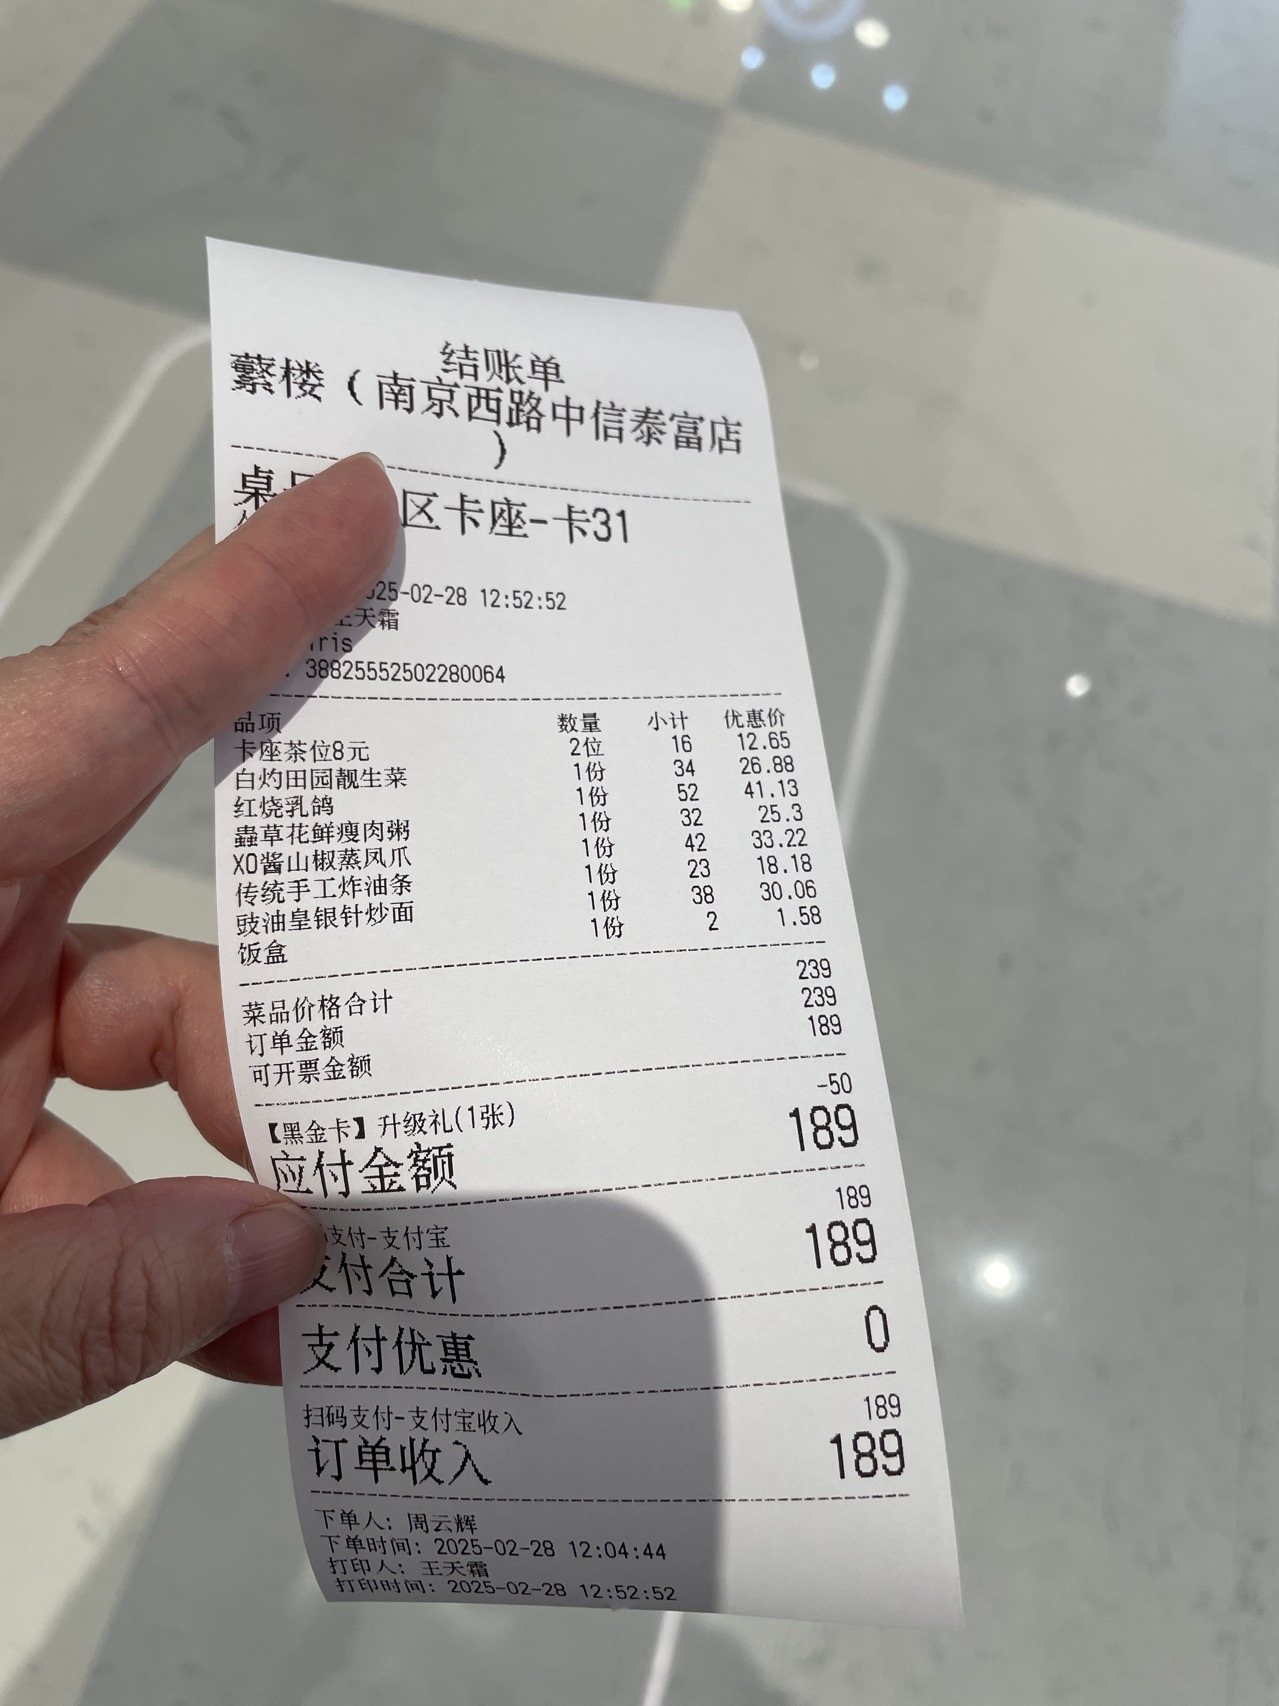 结账单
蘩楼（南京西路中信泰富店
）
桌 区卡座-卡31
25-02-28 12:52:52
王天霜
Iris
: 38825552502280064
品项 数量 小计 优惠价
卡座茶位8元 2位 16 12.65
白灼田园靓生菜 1份 34 26.88
红烧乳鸽 1份 52 41.13
蟲草花鲜瘦肉粥 1份 32 25.3
XO酱山椒蒸凤爪 1份 42 33.22
传统手工炸油条 1份 23 18.18
豉油皇银针炒面 1份 38 30.06
饭盒 1份 2 1.58
菜品价格合计 239
订单金额 239
可开票金额 189
【黑金卡】升级礼(1张) -50
应付金额 189
支付-支付宝 189
支付合计 189
支付优惠 0
扫码支付-支付宝收入 189
订单收入 189
下单人: 周云辉
下单时间: 2025-02-28 12:04:44
打印人: 王天霜
打印时间: 2025-02-28 12:52:52